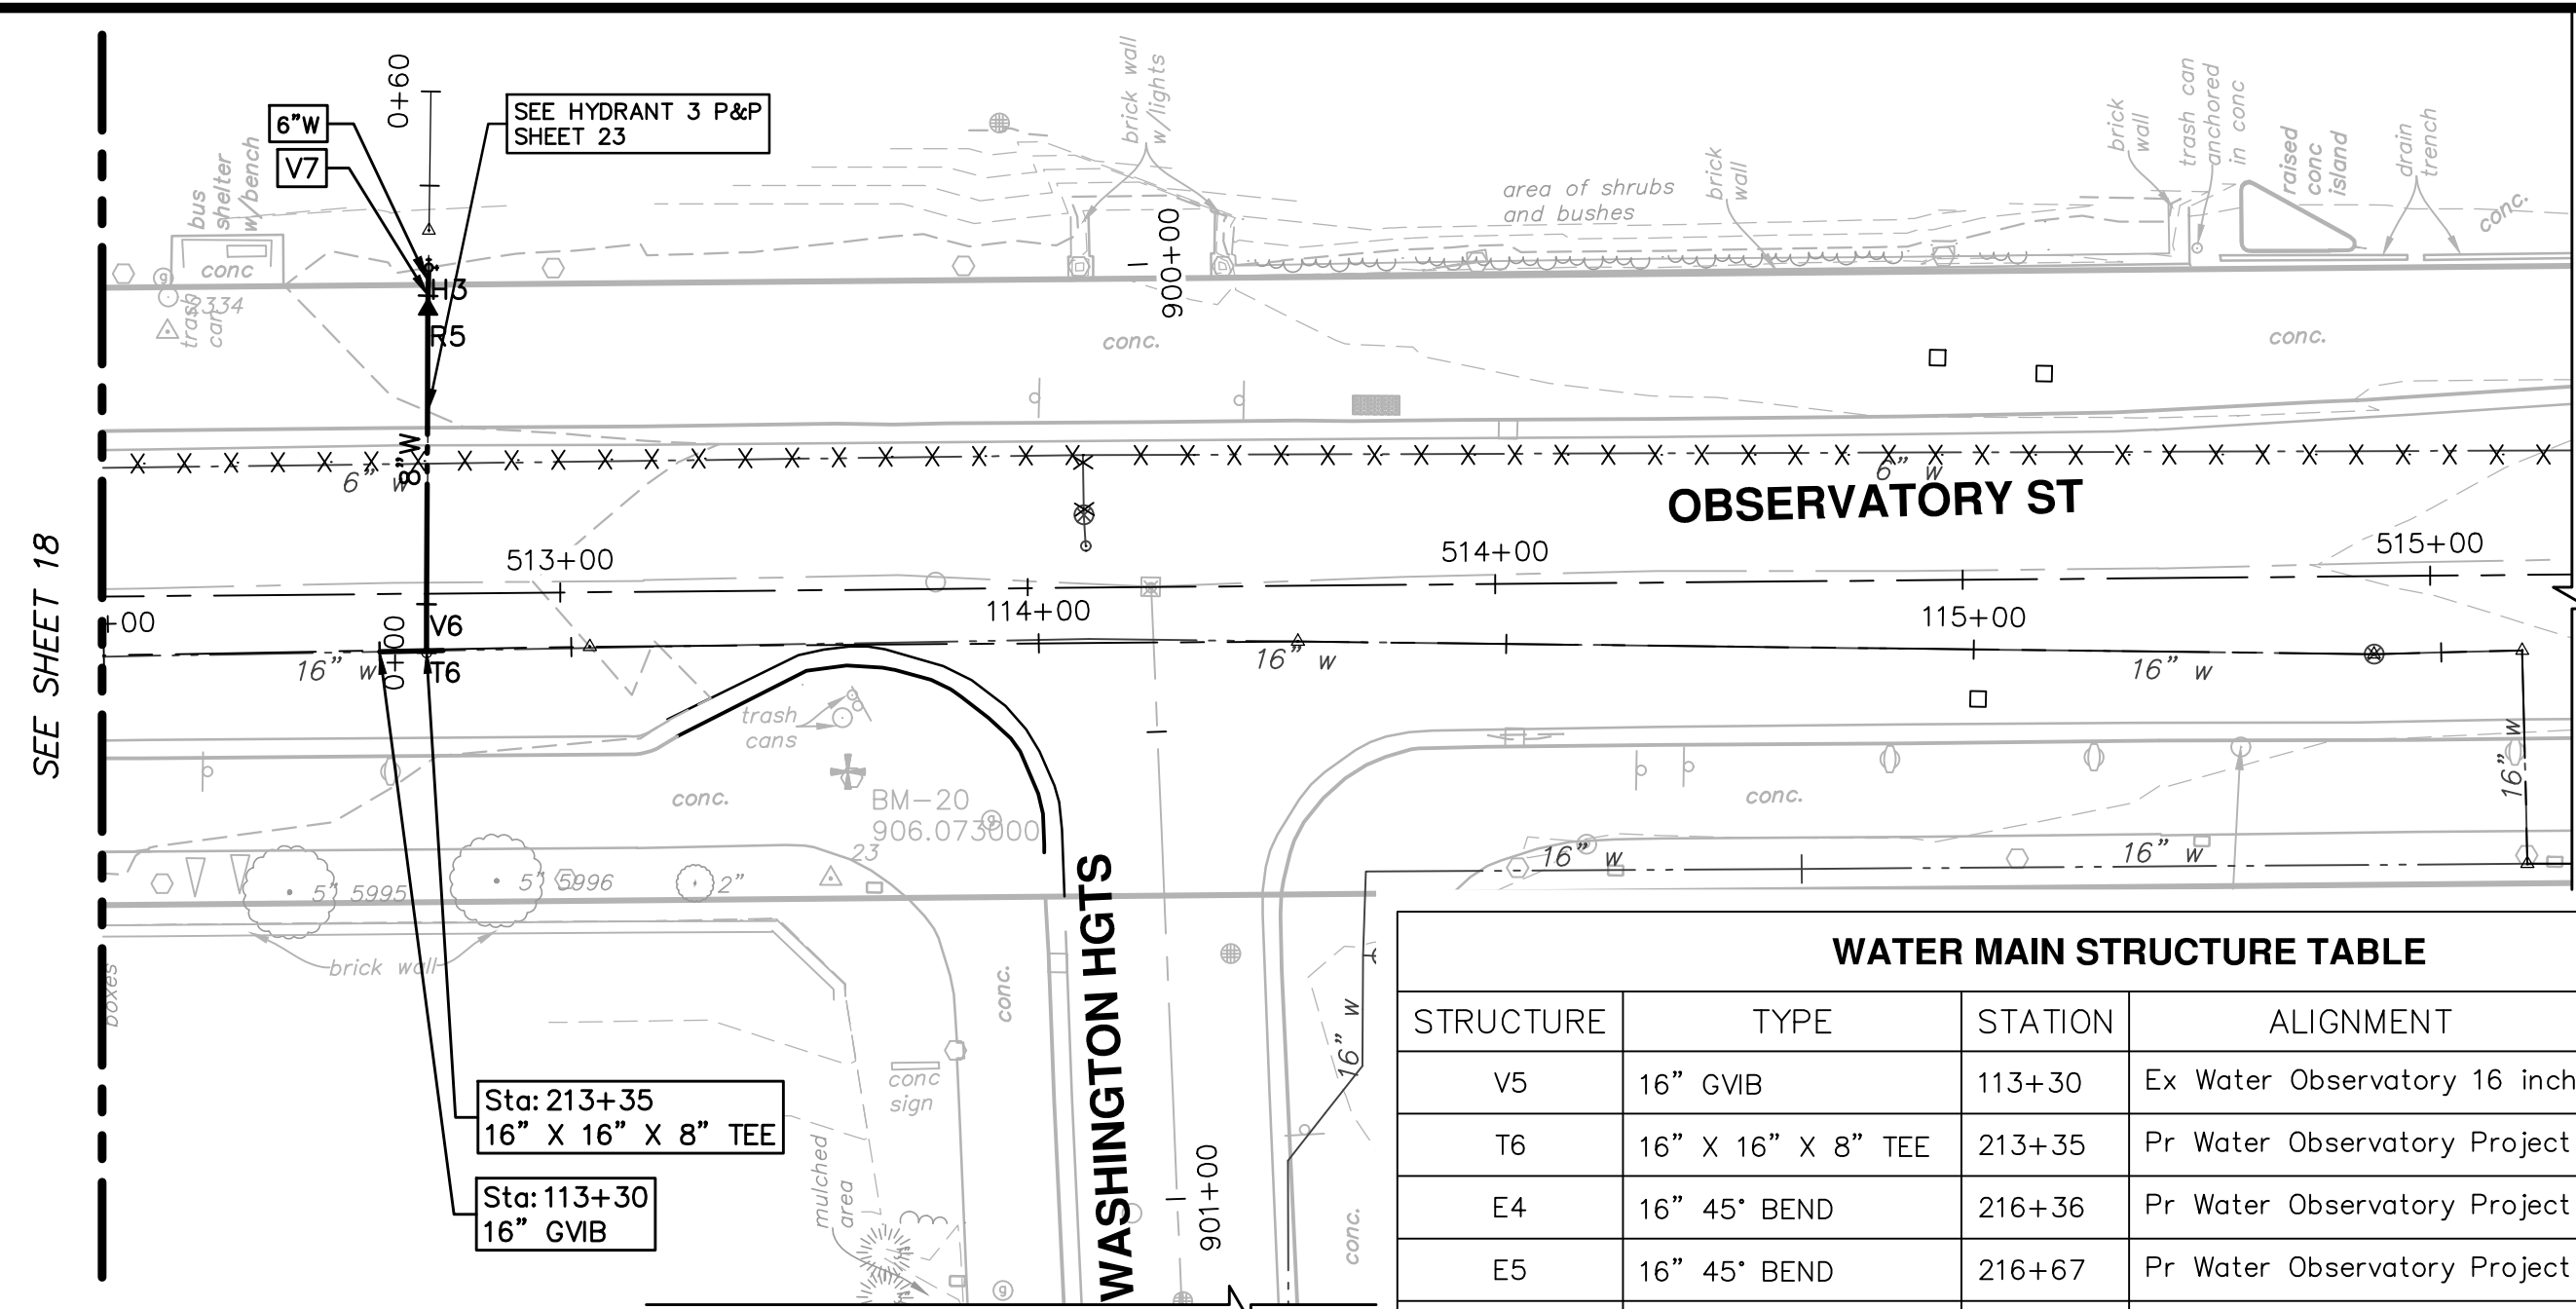 SEE SHEET 18
0+60
6"W
V7
SEE HYDRANT 3 P&P
SHEET 23
bus
shelter
w/bench
conc
2334
trash
can
H3
R5
brick wall
w/lights
900+00
area of shrubs
and bushes
brick
wall
brick
wall
trash can
anchored
in conc
raised
conc
island
drain
trench
conc.
conc.
conc.
6" w
8"W
6" w
OBSERVATORY ST
513+00
514+00
515+00
+00
0+00
V6
T6
114+00
115+00
16" w
16" w
16" w
16" w
trash
cans
conc.
BM-20
906.073000
23
conc.
16" w
16" w
5" 5995
5" 5996
2"
brick wall
boxes
conc.
WASHINGTON HGTS
16" w
conc
sign
mulched
area
901+00
conc.
Sta: 213+35
16" X 16" X 8" TEE
Sta: 113+30
16" GVIB
WATER MAIN STRUCTURE TABLE
STRUCTURE TYPE STATION ALIGNMENT
V5 16" GVIB 113+30 Ex Water Observatory 16 inch
T6 16" X 16" X 8" TEE 213+35 Pr Water Observatory Project
E4 16" 45° BEND 216+36 Pr Water Observatory Project
E5 16" 45° BEND 216+67 Pr Water Observatory Project